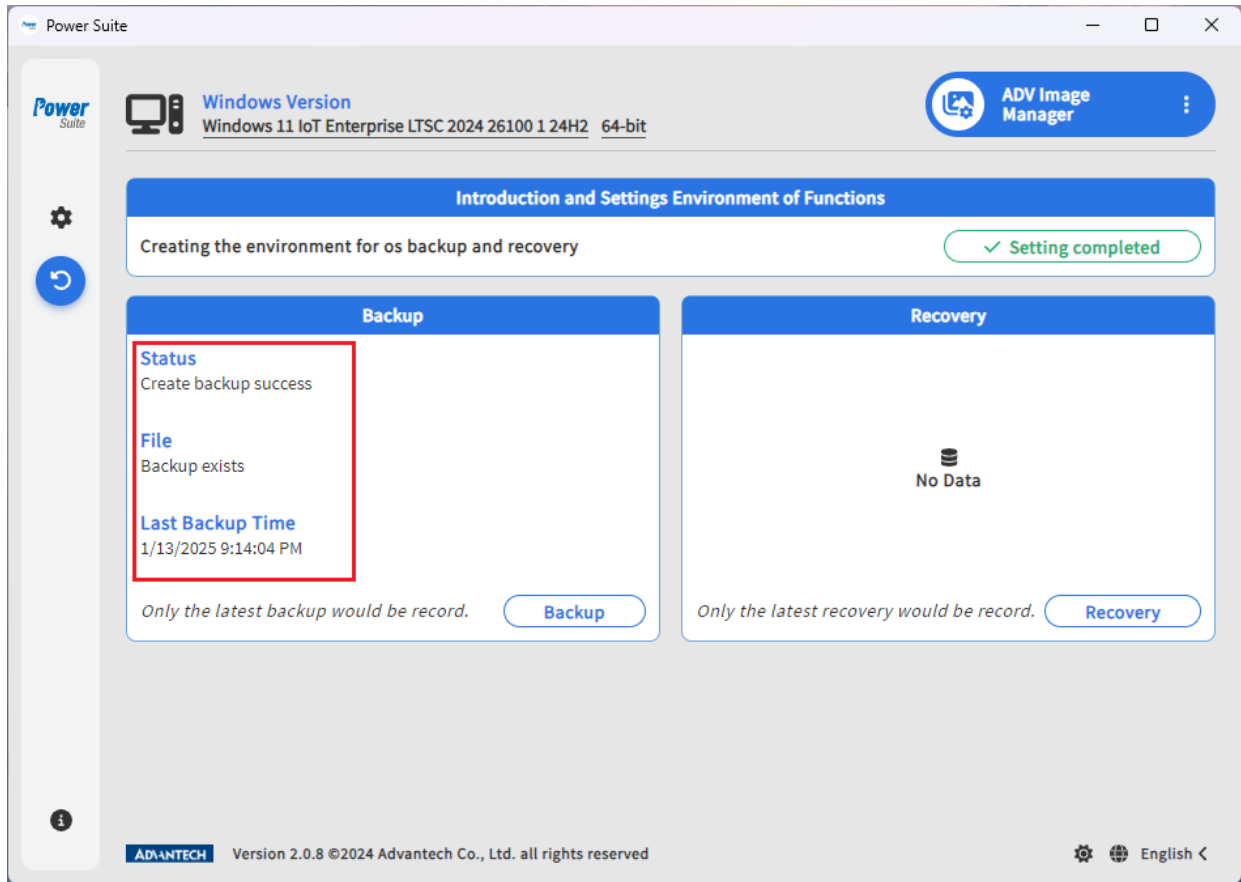 Power Suite
Power
Suite
Windows Version
Windows 11 IoT Enterprise LTSC 2024 26100 1 24H2 64-bit
ADV Image
Manager
Introduction and Settings Environment of Functions
Creating the environment for os backup and recovery
Setting completed
Backup
Status
Create backup success
File
Backup exists
Last Backup Time
1/13/2025 9:14:04 PM
Only the latest backup would be record.
Backup
Recovery
No Data
Only the latest recovery would be record.
Recovery
ADVANTECH Version 2.0.8 ©2024 Advantech Co., Ltd. all rights reserved
English